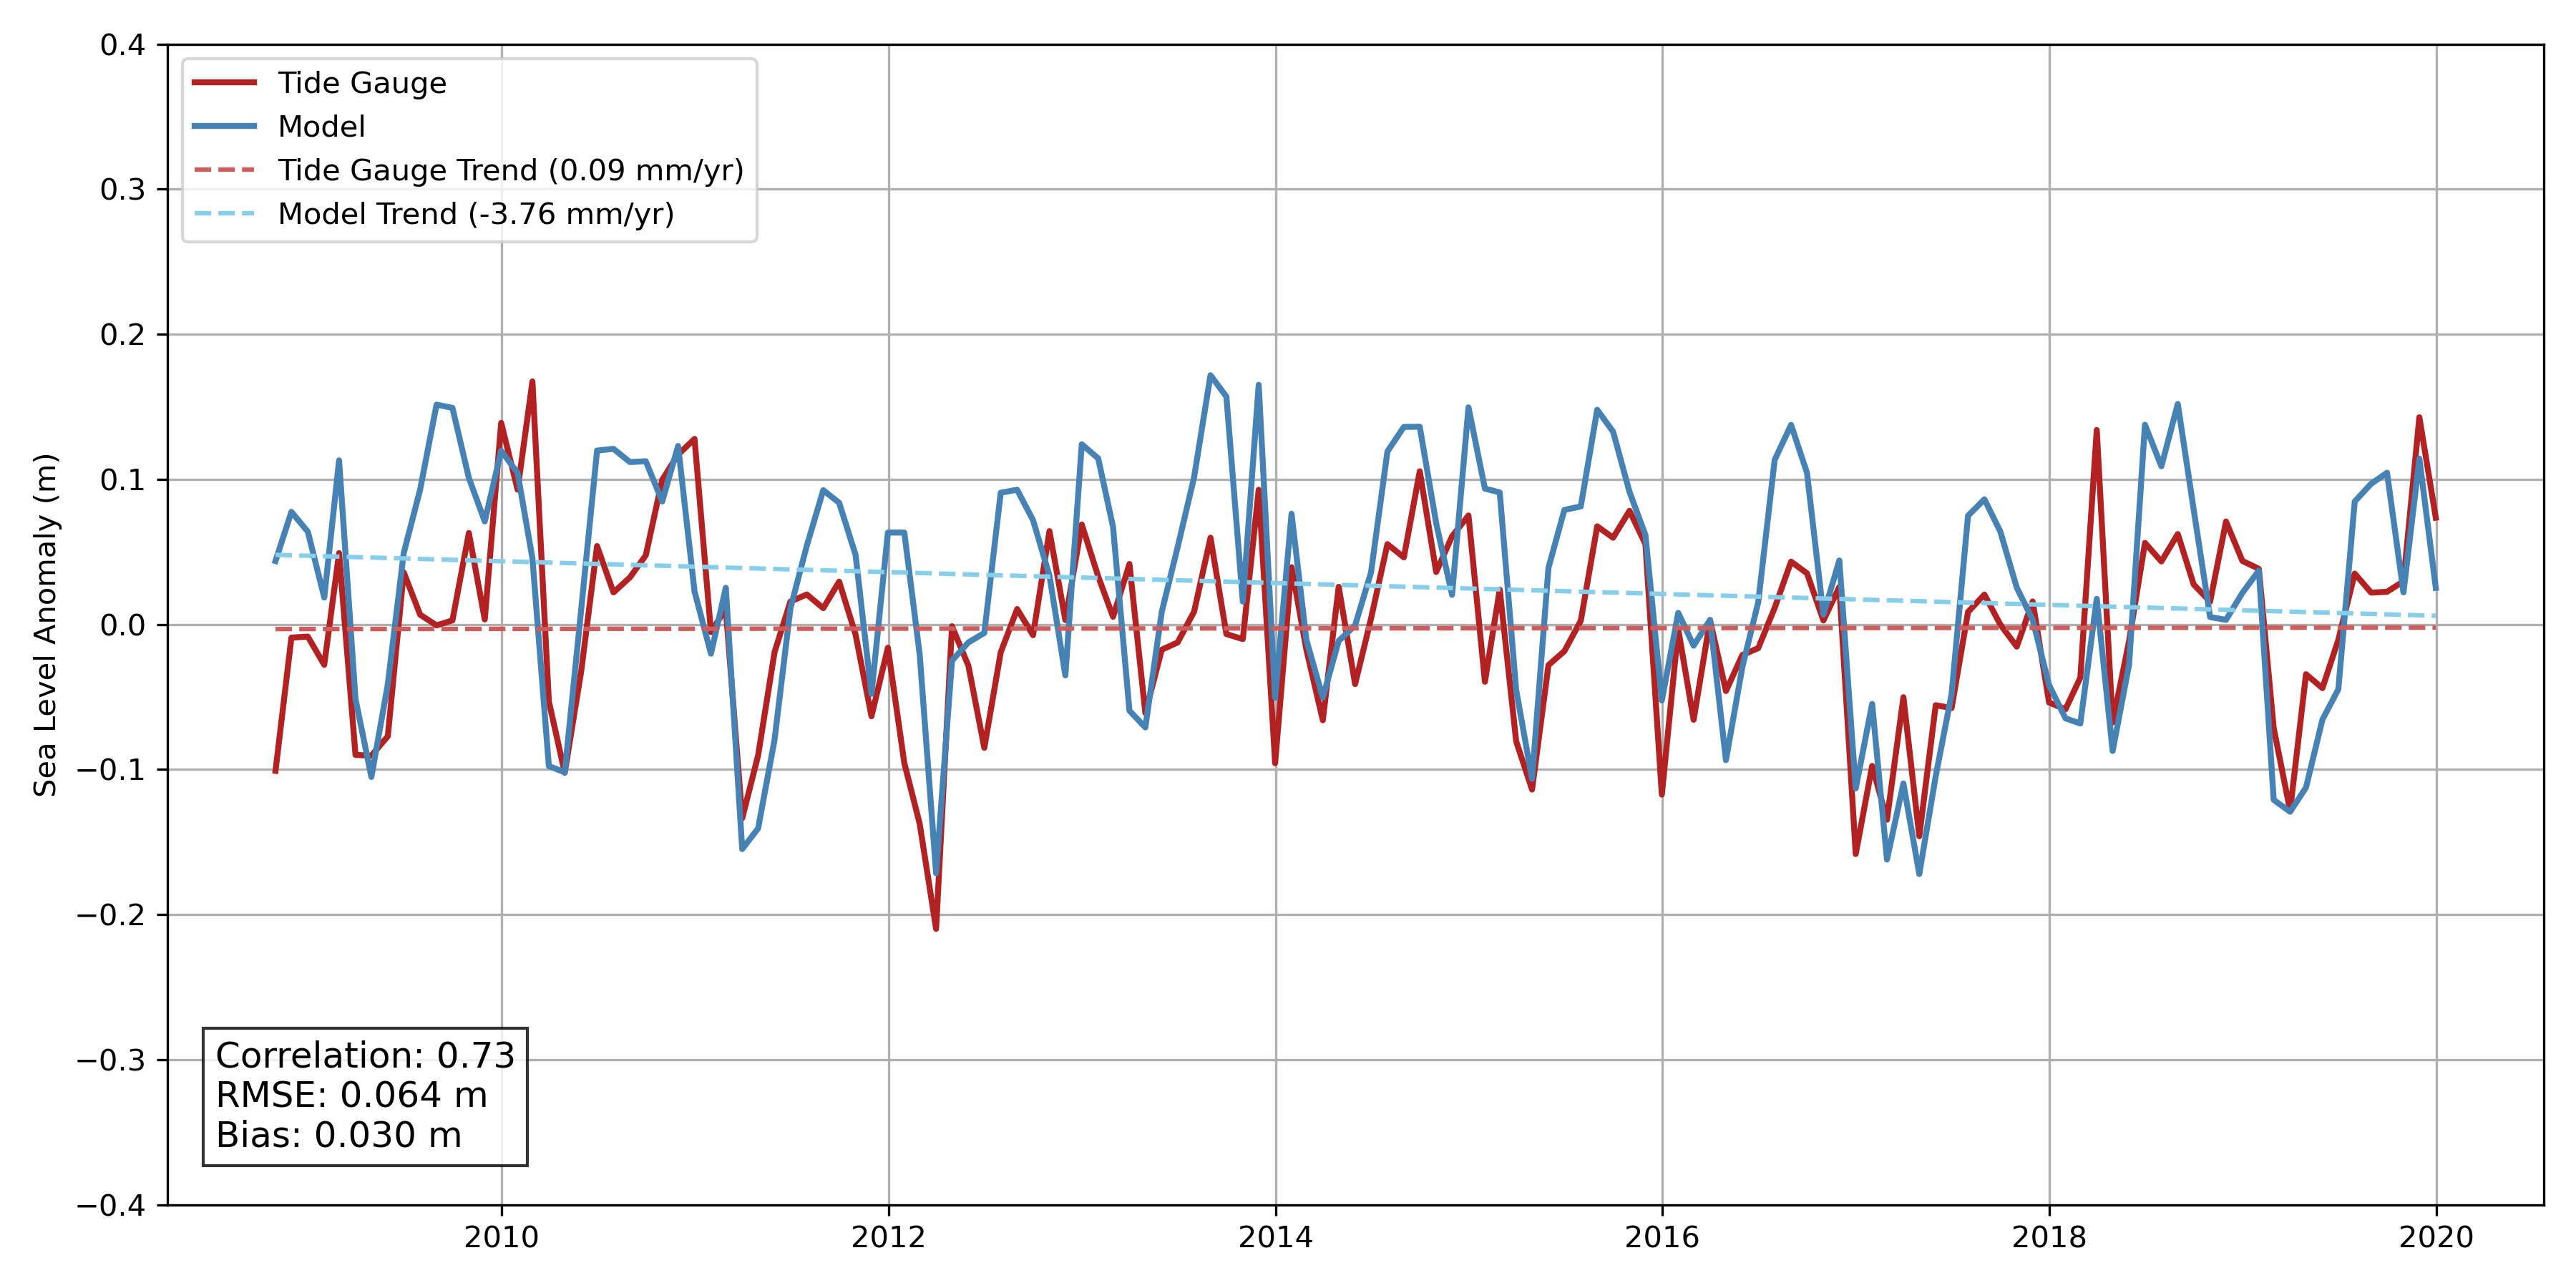 0.4
0.3
0.2
0.1
0.0
−0.1
−0.2
−0.3
−0.4
Sea Level Anomaly (m)
Tide Gauge
Model
Tide Gauge Trend (0.09 mm/yr)
Model Trend (-3.76 mm/yr)
Correlation: 0.73
RMSE: 0.064 m
Bias: 0.030 m
2010
2012
2014
2016
2018
2020